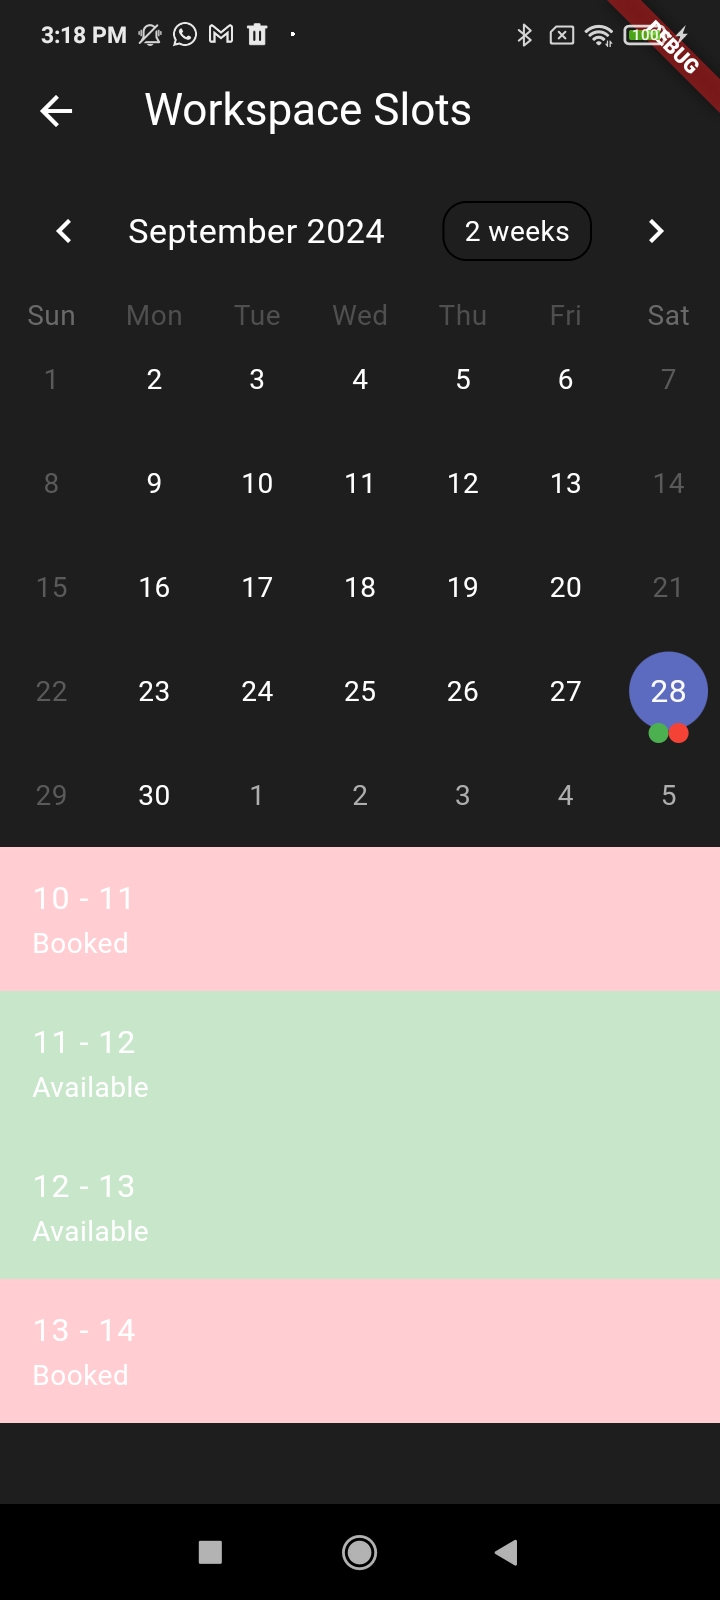 3:18 PM 100
DEBUG
Workspace Slots
September 2024 2 weeks
Sun Mon Tue Wed Thu Fri Sat
1 2 3 4 5 6 7
8 9 10 11 12 13 14
15 16 17 18 19 20 21
22 23 24 25 26 27 28
29 30 1 2 3 4 5
10 - 11
Booked
11 - 12
Available
12 - 13
Available
13 - 14
Booked